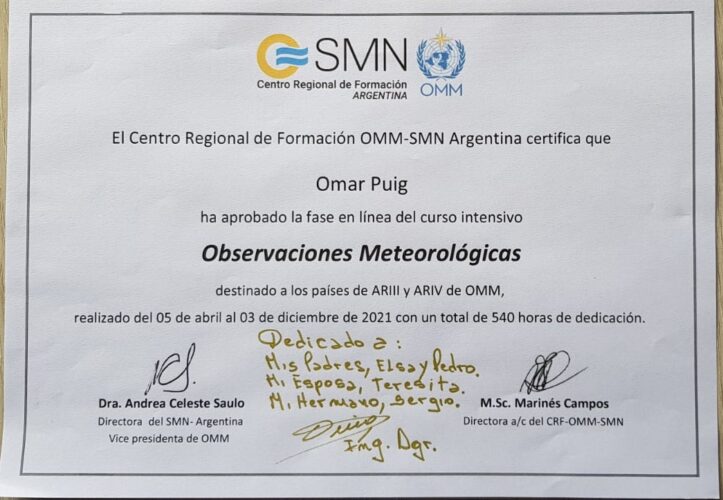 SMN
Centro Regional de Formación
ARGENTINA
OMM
El Centro Regional de Formación OMM-SMN Argentina certifica que
Omar Puig
ha aprobado la fase en línea del curso intensivo
Observaciones Meteorológicas
destinado a los países de ARIII y ARIV de OMM,
realizado del 05 de abril al 03 de diciembre de 2021 con un total de 540 horas de dedicación.
Dedicado a:
Mis Padres, Elsa y Pedro.
Mi Esposa, Teresita.
Mi Hermano, Sergio.
Ing. Agr.
Dra. Andrea Celeste Saulo
Directora del SMN- Argentina
Vice presidenta de OMM
M.Sc. Marinés Campos
Directora a/c del CRF-OMM-SMN